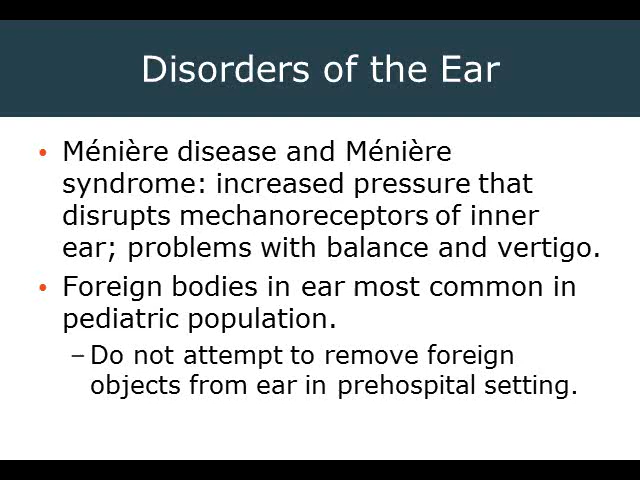 Disorders of the Ear
• Ménière disease and Ménière
syndrome: increased pressure that
disrupts mechanoreceptors of inner
ear; problems with balance and vertigo.
• Foreign bodies in ear most common in
pediatric population.
– Do not attempt to remove foreign
objects from ear in prehospital setting.